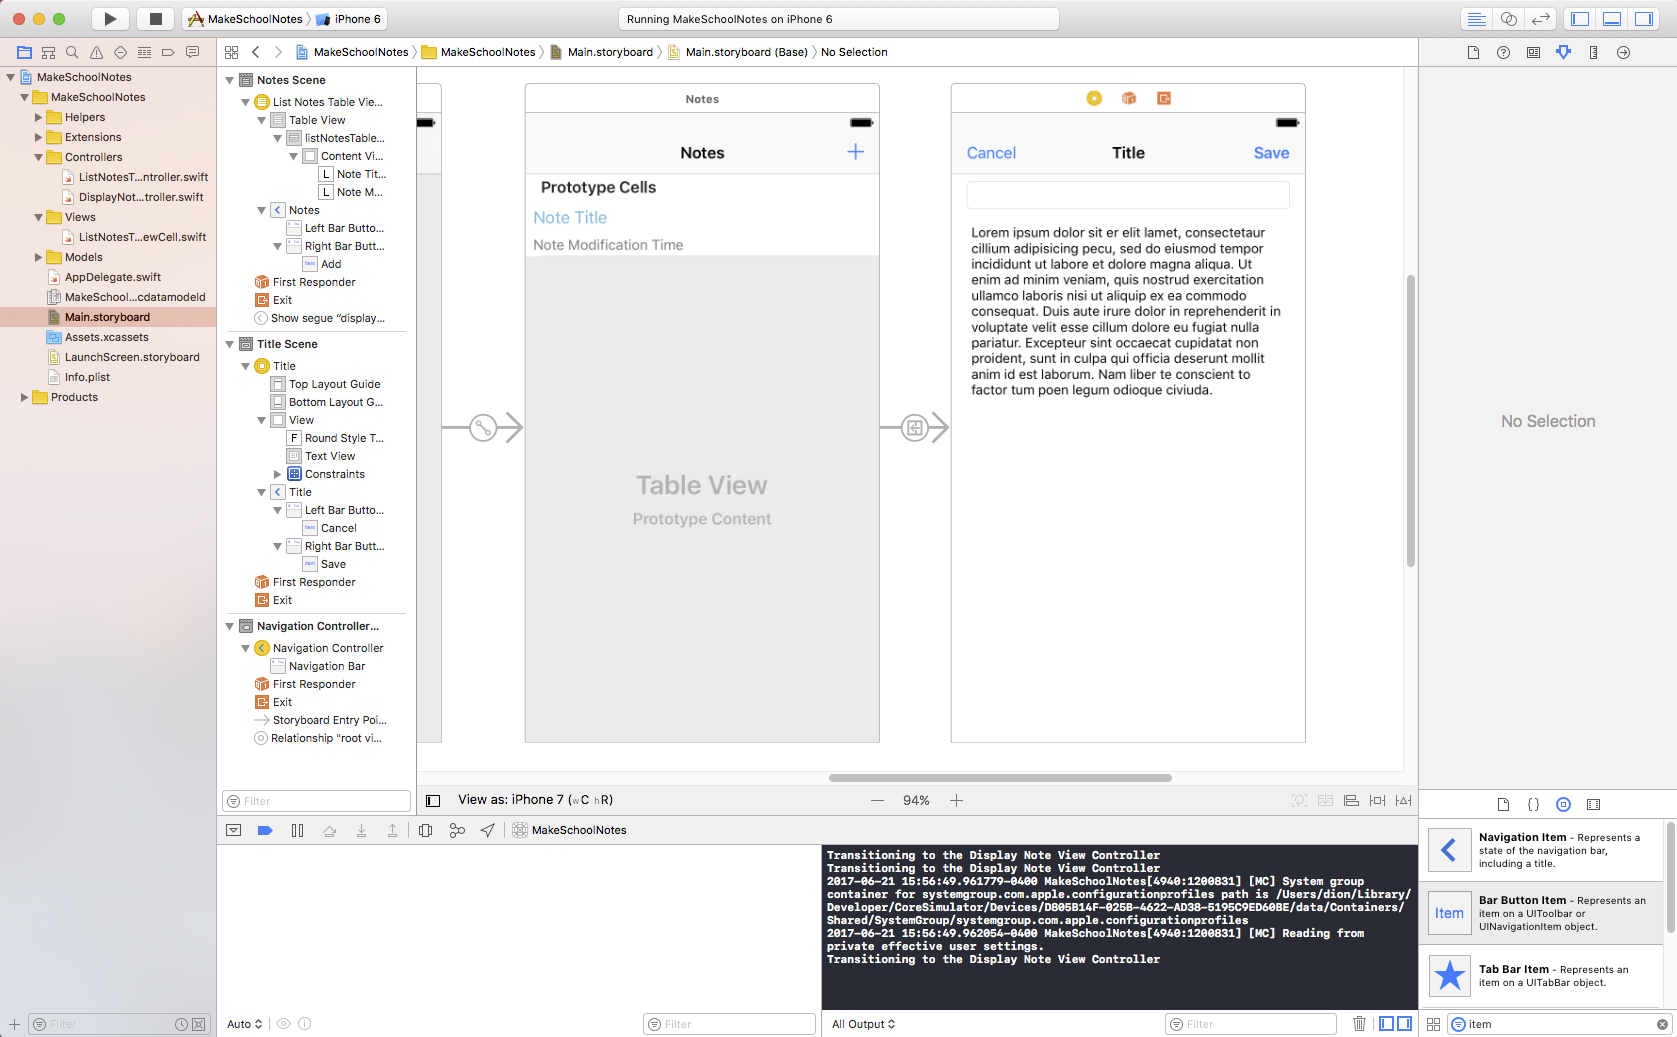 MakeSchoolNotes
iPhone 6
Running MakeSchoolNotes on iPhone 6
MakeSchoolNotes
MakeSchoolNotes
Main.storyboard
Main.storyboard (Base)
No Selection
MakeSchoolNotes
MakeSchoolNotes
Helpers
Extensions
Controllers
ListNotesT...ntroller.swift
DisplayNot...troller.swift
Views
ListNotesT...ewCell.swift
Models
AppDelegate.swift
MakeSchool...cdatamodeld
Main.storyboard
Assets.xcassets
LaunchScreen.storyboard
Info.plist
Products
Filter
Notes Scene
List Notes Table Vie...
Table View
listNotesTable...
Content Vi...
L Note Tit...
L Note M...
Notes
Left Bar Butto...
Right Bar Butt...
Item Add
First Responder
Exit
Show segue “display...
Title Scene
Title
Top Layout Guide
Bottom Layout G...
View
F Round Style T...
Text View
Constraints
Title
Left Bar Butto...
Item Cancel
Right Bar Butt...
Item Save
First Responder
Exit
Navigation Controller...
Navigation Controller
Navigation Bar
First Responder
Exit
Storyboard Entry Poi...
Relationship “root vi...
Filter
Notes
Notes
Prototype Cells
Note Title
Note Modification Time
Table View
Prototype Content
Cancel
Title
Save
Lorem ipsum dolor sit er elit lamet, consectetaur
cillium adipisicing pecu, sed do eiusmod tempor
incididunt ut labore et dolore magna aliqua. Ut
enim ad minim veniam, quis nostrud exercitation
ullamco laboris nisi ut aliquip ex ea commodo
consequat. Duis aute irure dolor in reprehenderit in
voluptate velit esse cillum dolore eu fugiat nulla
pariatur. Excepteur sint occaecat cupidatat non
proident, sunt in culpa qui officia deserunt mollit
anim id est laborum. Nam liber te conscient to
factor tum poen legum odioque civiuda.
View as: iPhone 7 (wC hR)
94%
MakeSchoolNotes
Transitioning to the Display Note View Controller
Transitioning to the Display Note View Controller
2017-06-21 15:56:49.961779-0400 MakeSchoolNotes[4940:1200831] [MC] System group
container for systemgroup.com.apple.configurationprofiles path is /Users/dion/Library/
Developer/CoreSimulator/Devices/D805B14F-025B-4622-AD38-5195C9ED60BE/data/Containers/
Shared/SystemGroup/systemgroup.com.apple.configurationprofiles
2017-06-21 15:56:49.962054-0400 MakeSchoolNotes[4940:1200831] [MC] Reading from
private effective user settings.
Transitioning to the Display Note View Controller
Auto
Filter
All Output
Filter
No Selection
Navigation Item - Represents a
state of the navigation bar,
including a title.
Item
Bar Button Item - Represents an
item on a UIToolbar or
UINavigationItem object.
Tab Bar Item - Represents an
item on a UITabBar object.
item